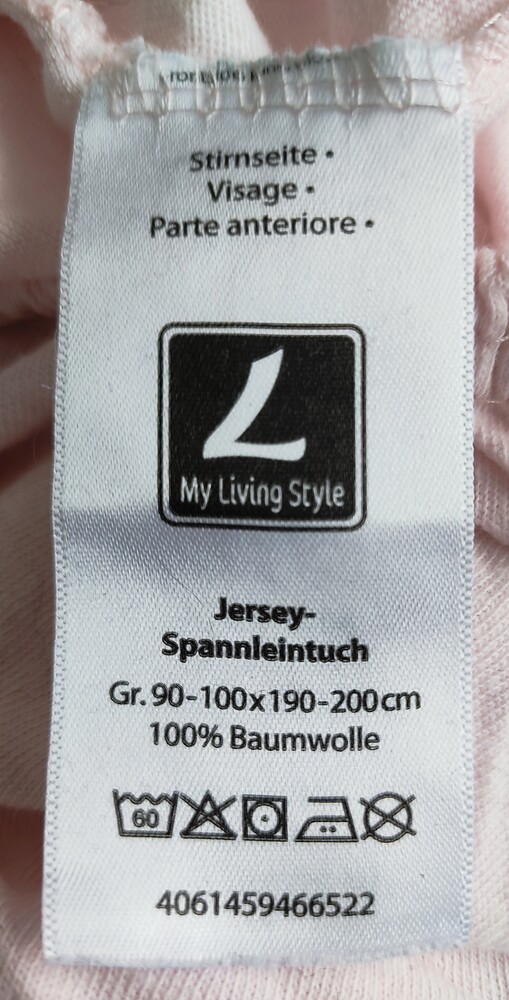 Stirnseite •
Visage •
Parte anteriore •
L
My Living Style
Jersey-
Spannleintuch
Gr. 90-100x190-200cm
100% Baumwolle
60
4061459466522